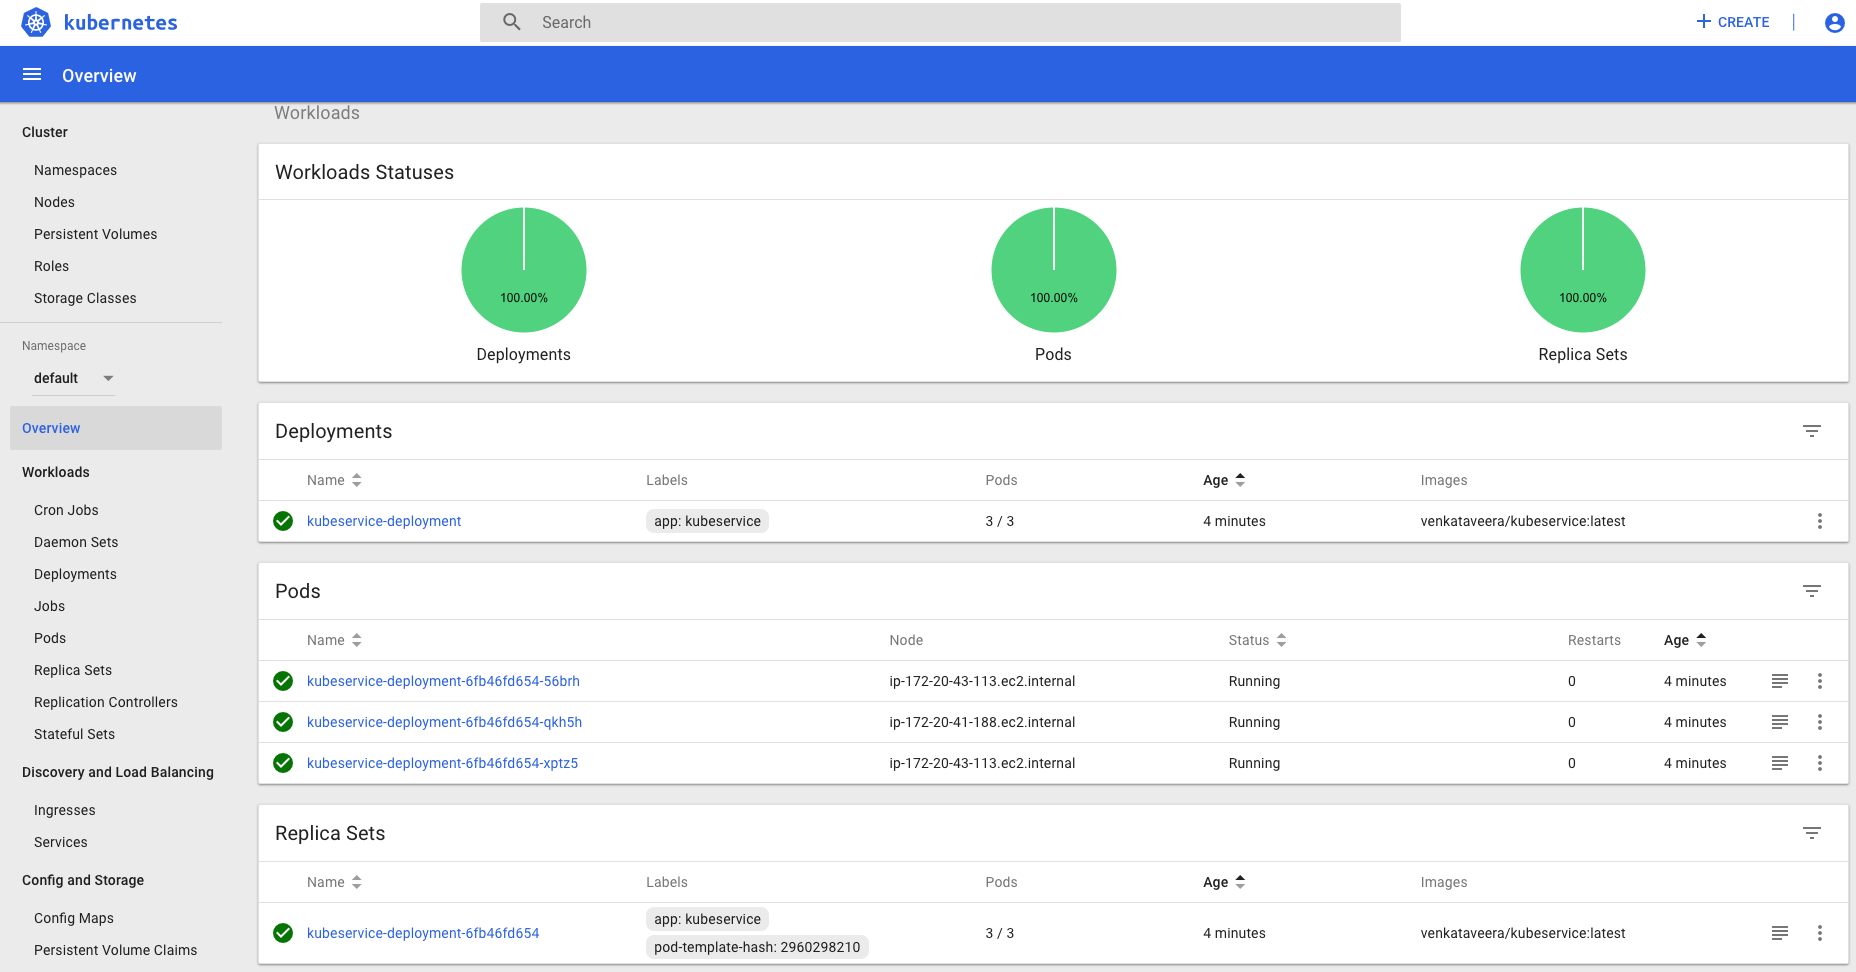 kubernetes
Search
CREATE
Overview
Cluster
Namespaces
Nodes
Persistent Volumes
Roles
Storage Classes
Namespace
default
Overview
Workloads
Cron Jobs
Daemon Sets
Deployments
Jobs
Pods
Replica Sets
Replication Controllers
Stateful Sets
Discovery and Load Balancing
Ingresses
Services
Config and Storage
Config Maps
Persistent Volume Claims
Workloads
Workloads Statuses
100.00% 100.00% 100.00%
Deployments Pods Replica Sets
Deployments
Name Labels Pods Age Images
kubeservice-deployment app: kubeservice 3 / 3 4 minutes venkataveera/kubeservice:latest
Pods
Name Node Status Restarts Age
kubeservice-deployment-6fb46fd654-56brh ip-172-20-43-113.ec2.internal Running 0 4 minutes
kubeservice-deployment-6fb46fd654-qkh5h ip-172-20-41-188.ec2.internal Running 0 4 minutes
kubeservice-deployment-6fb46fd654-xptz5 ip-172-20-43-113.ec2.internal Running 0 4 minutes
Replica Sets
Name Labels Pods Age Images
app: kubeservice
kubeservice-deployment-6fb46fd654 3 / 3 4 minutes venkataveera/kubeservice:latest
pod-template-hash: 2960298210